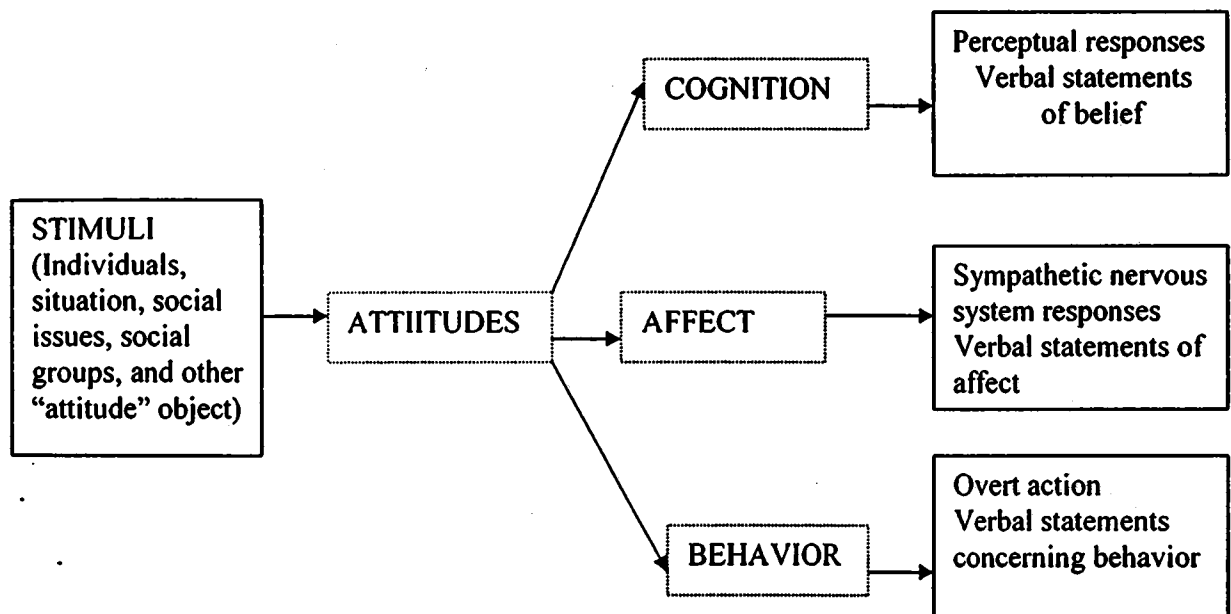 STIMULI
(Individuals,
situation, social
issues, social
groups, and other
“attitude” object)
ATTIITUDES
COGNITION
Perceptual responses
Verbal statements
of belief
AFFECT
Sympathetic nervous
system responses
Verbal statements of
affect
BEHAVIOR
Overt action
Verbal statements
concerning behavior